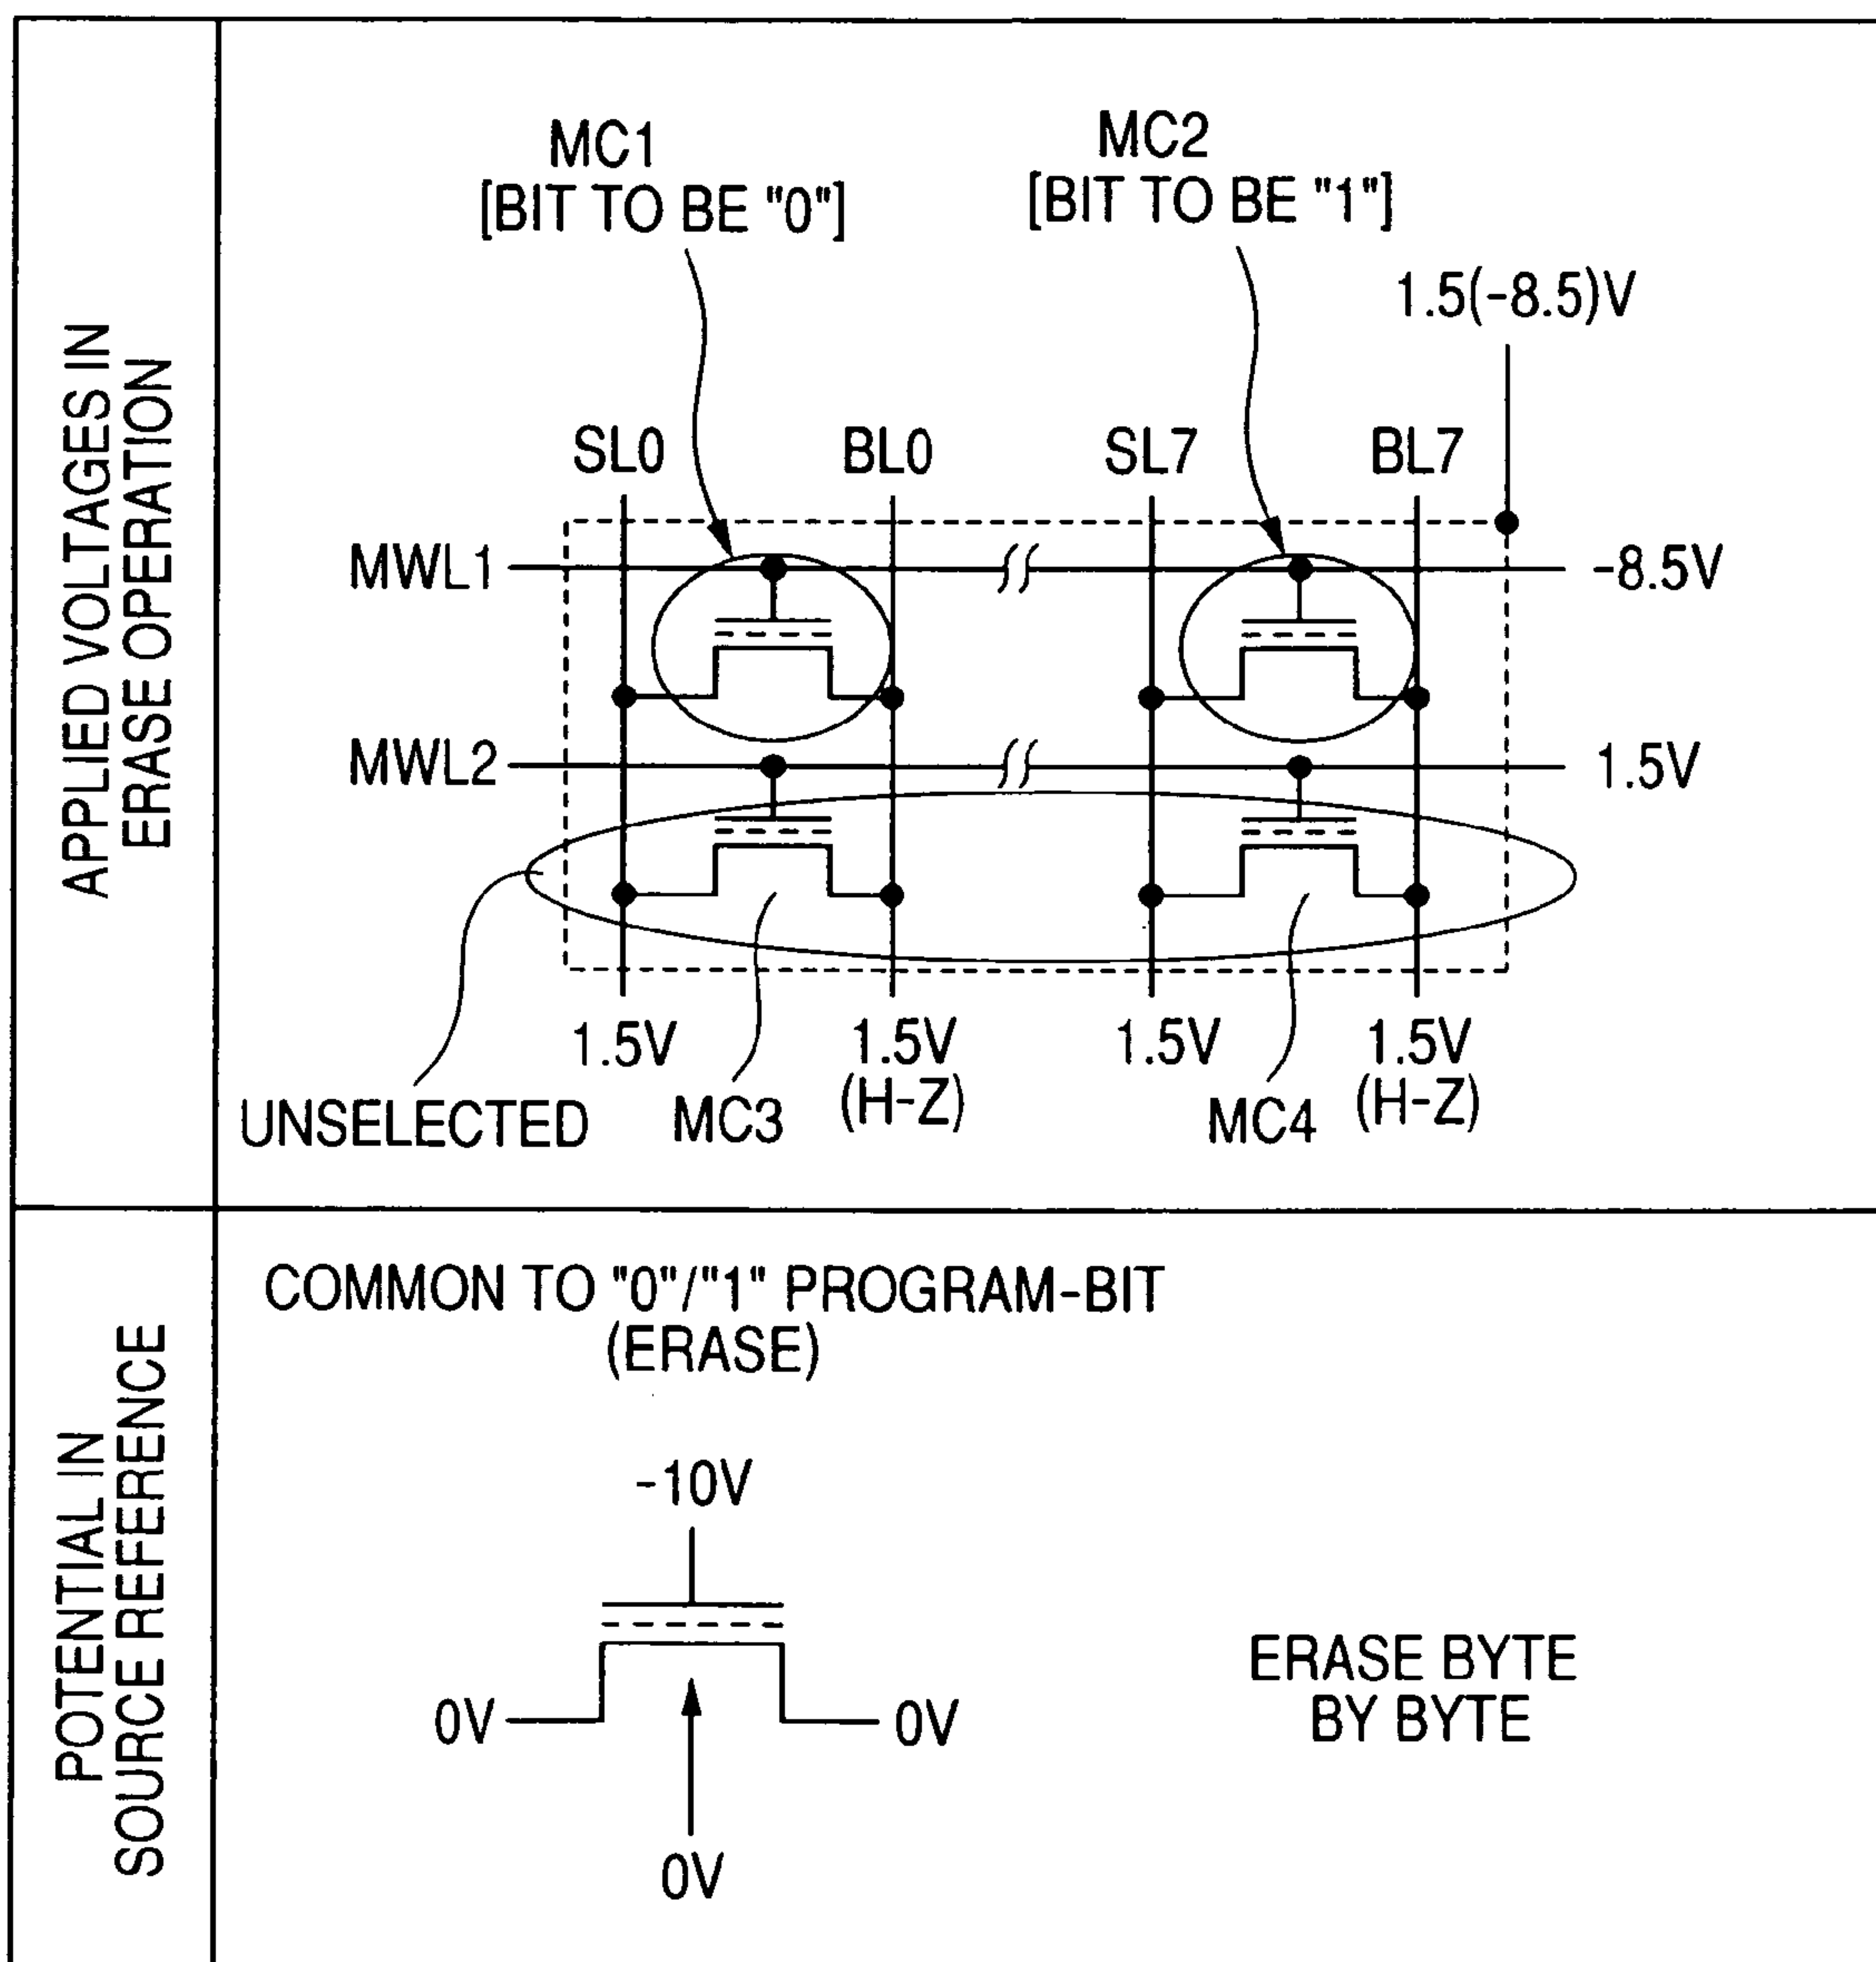 APPLIED VOLTAGES IN
ERASE OPERATION
MC1
[BIT TO BE "0"]
MC2
[BIT TO BE "1"]
1.5(-8.5)V
SL0
BL0
SL7
BL7
MWL1
-8.5V
MWL2
1.5V
1.5V
1.5V
(H-Z)
1.5V
1.5V
(H-Z)
UNSELECTED
MC3
MC4
POTENTIAL IN
SOURCE REFERENCE
COMMON TO "0"/"1" PROGRAM-BIT
(ERASE)
-10V
0V
0V
0V
ERASE BYTE
BY BYTE